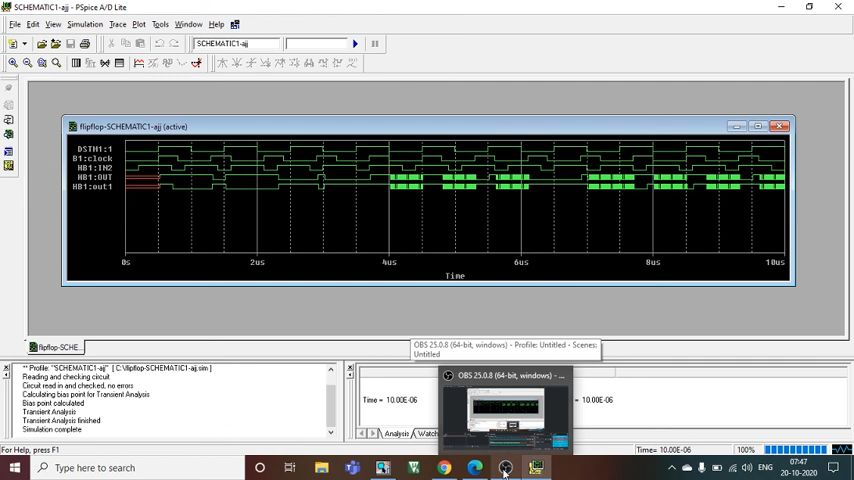 SCHEMATIC1-ajj - PSpice A/D Lite
File Edit View Simulation Trace Plot Tools Window Help
SCHEMATIC1-ajj
flipflop-SCHEMATIC1-ajj (active)
DSTM1:1
B1:clock
HB1:IN2
HB1:OUT
HB1:out1
0s 2us 4us 6us 8us 10us
Time
flipflop-SCHE...
OBS 25.0.8 (64-bit, windows) - Profile: Untitled - Scenes:
Untitled
** Profile: "SCHEMATIC1-ajj" [ C:\flipflop-SCHEMATIC1-ajj.sim ]
Reading and checking circuit
Circuit read in and checked, no errors
Calculating bias point for Transient Analysis
Bias point calculated
Transient Analysis
Transient Analysis finished
Simulation complete
OBS 25.0.8 (64-bit, windows) - ...
Time = 10.00E-06
= 10.00E-06
Analysis Watch
For Help, press F1
Time= 10.00E-06 100%
Type here to search
ENG
07:47
20-10-2020